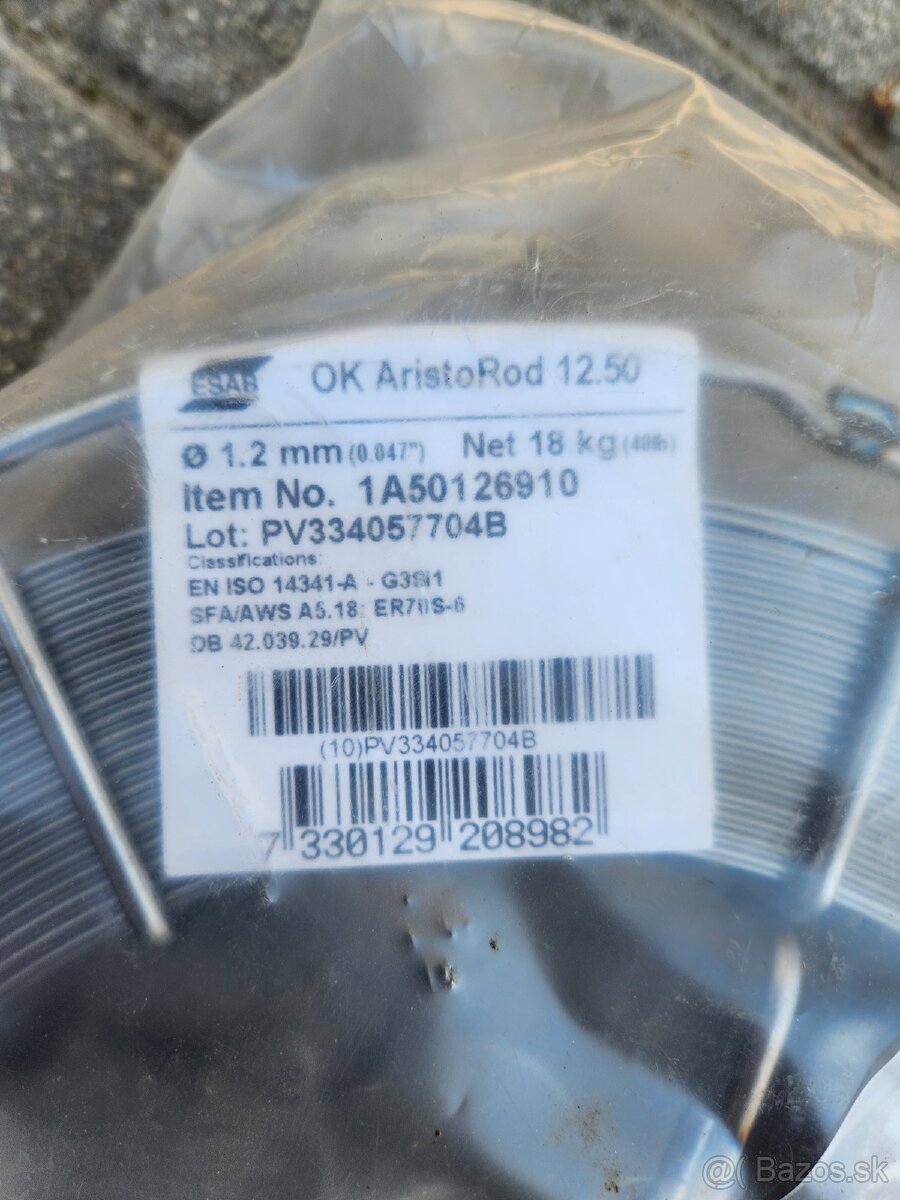 ESAB OK AristoRod 12.50
Ø 1.2 mm (0.047") Net 18 kg (40lb)
Item No. 1A50126910
Lot: PV334057704B
Classifications:
EN ISO 14341-A - G3Si1
SFA/AWS A5.18: ER70S-6
DB 42.039.29/PV
(10)PV334057704B
7 330129 208982
@( Bazos.sk